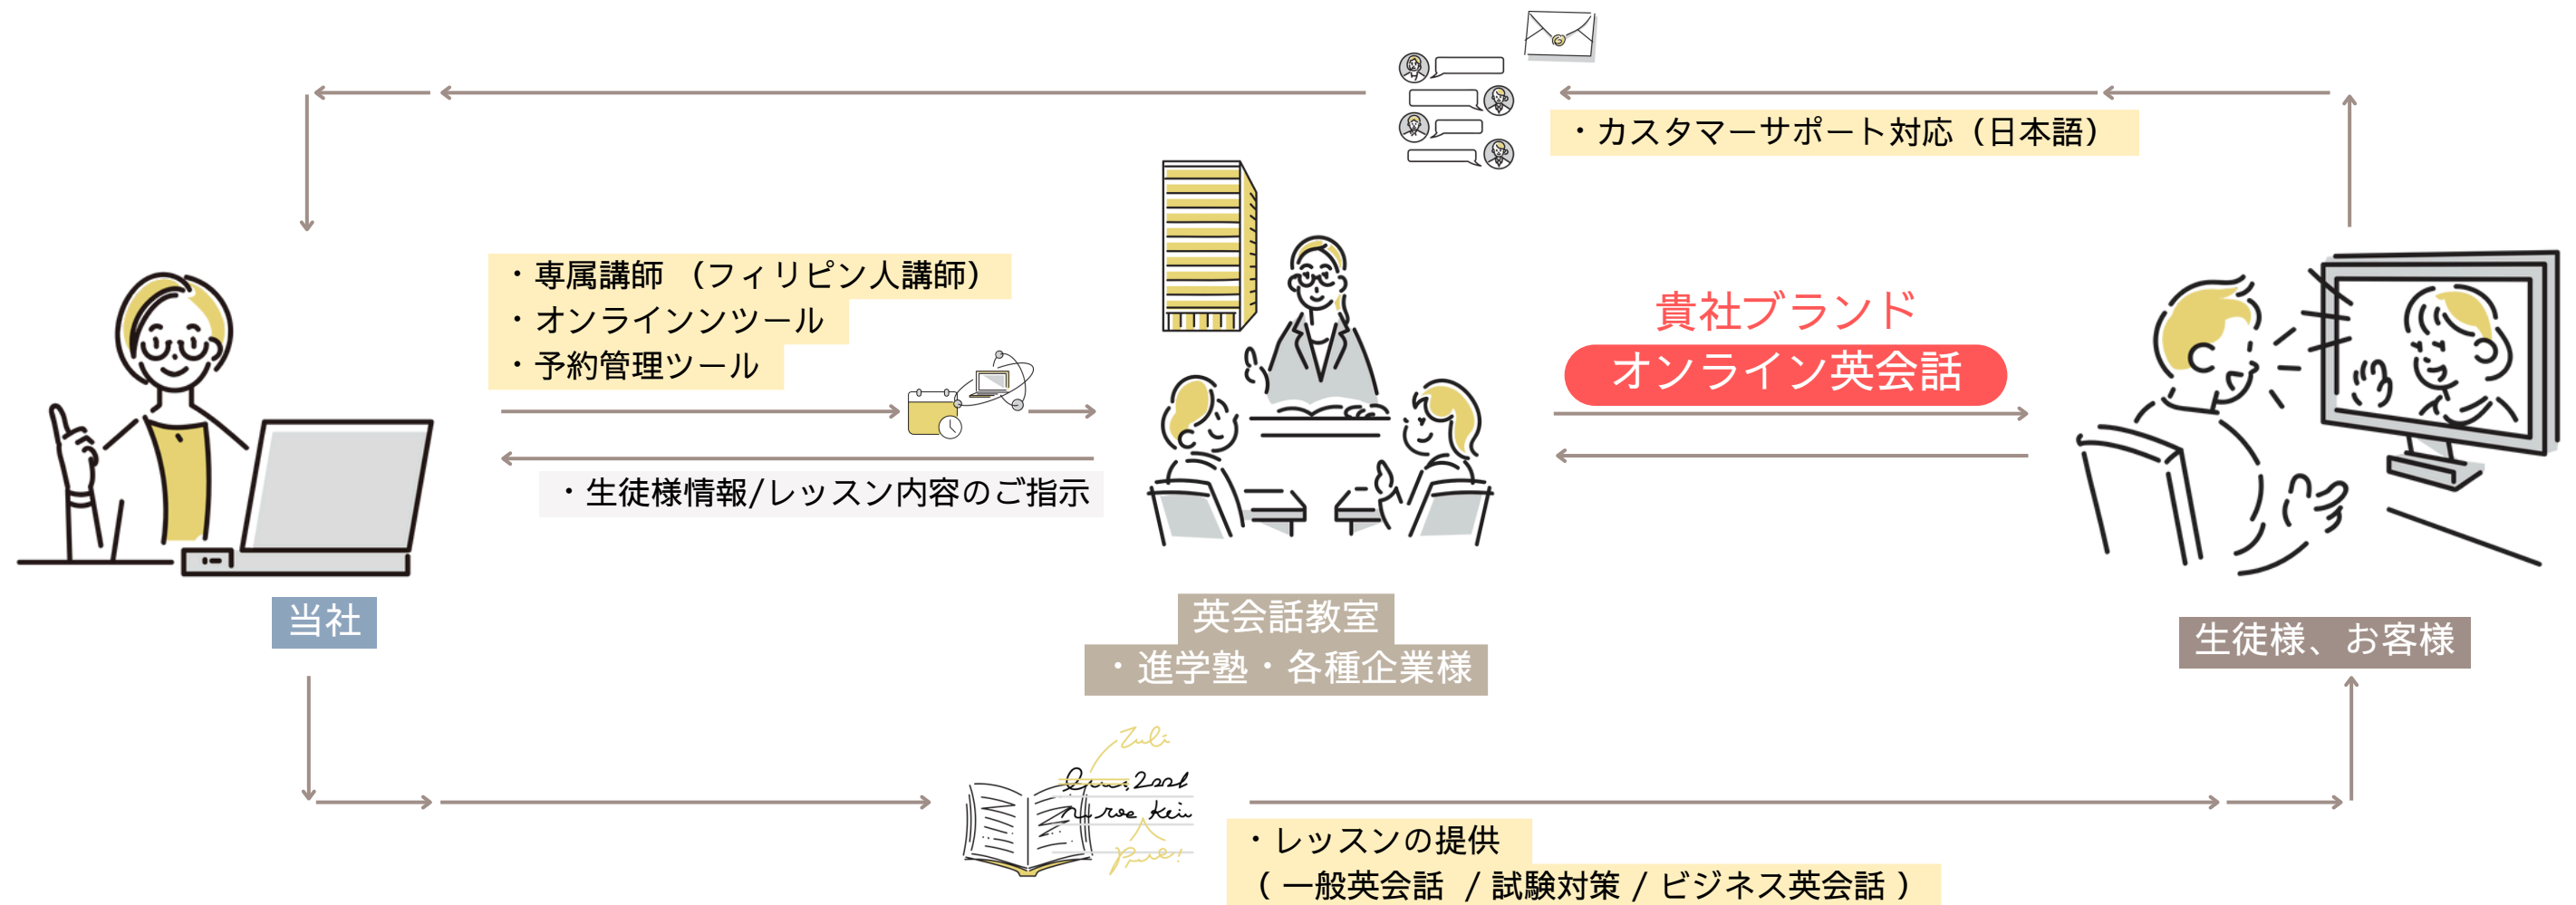 ・カスタマーサポート対応（日本語）
・専属講師 （フィリピン人講師）
・オンラインンツール
・予約管理ツール
貴社ブランド
オンライン英会話
・生徒様情報/レッスン内容のご指示
当社
英会話教室
・進学塾・各種企業様
生徒様、お客様
・レッスンの提供
（ 一般英会話 / 試験対策 / ビジネス英会話 ）